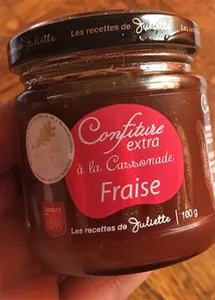 Les recettes de Juliette
Confiture
extra
à la Cassonade
Fraise
Les recettes de Juliette 100 g